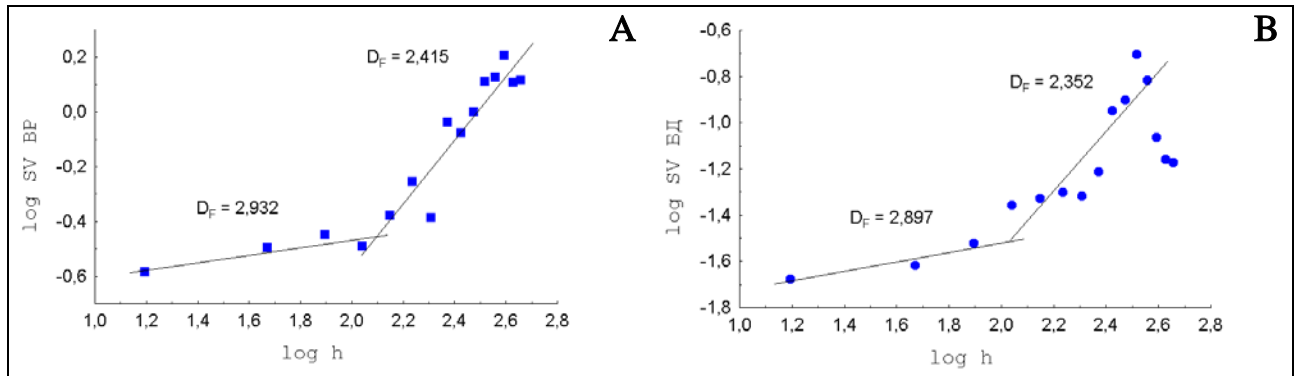 A
0,2
0,0
-0,2
-0,4
-0,6
log SV ВР
D_F = 2,415
D_F = 2,932
1,0 1,2 1,4 1,6 1,8 2,0 2,2 2,4 2,6 2,8
log h
B
-0,6
-0,8
-1,0
-1,2
-1,4
-1,6
-1,8
log SV ВД
D_F = 2,352
D_F = 2,897
1,0 1,2 1,4 1,6 1,8 2,0 2,2 2,4 2,6 2,8
log h